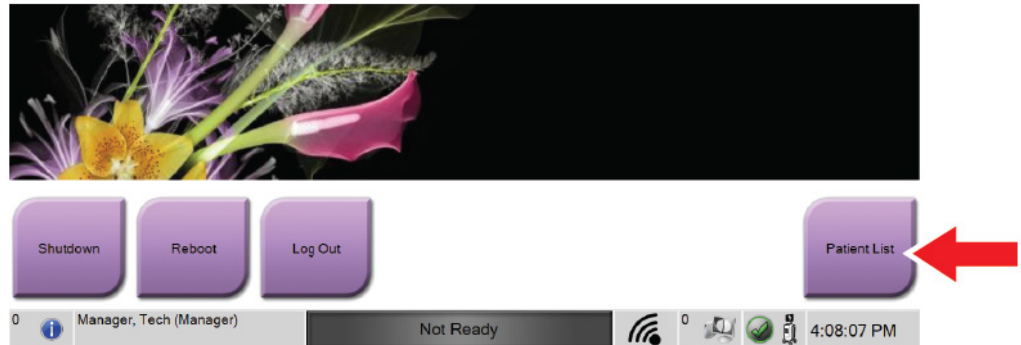 Shutdown
Reboot
Log Out
Patient List
0
Manager, Tech (Manager)
Not Ready
0
4:08:07 PM